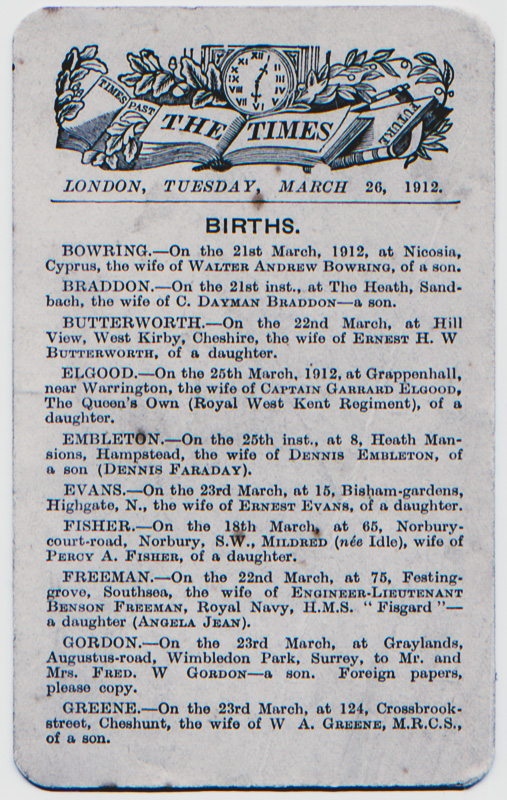 TIMES PAST
THE TIMES
FUTURE
LONDON, TUESDAY, MARCH 26, 1912.
BIRTHS.
BOWRING.—On the 21st March, 1912, at Nicosia,
Cyprus, the wife of WALTER ANDREW BOWRING, of a son.
BRADDON.—On the 21st inst., at The Heath, Sand-
bach, the wife of C. DAYMAN BRADDON—a son.
BUTTERWORTH.—On the 22nd March, at Hill
View, West Kirby, Cheshire, the wife of ERNEST H. W
BUTTERWORTH, of a daughter.
ELGOOD.—On the 25th March, 1912, at Grappenhall,
near Warrington, the wife of CAPTAIN GARRARD ELGOOD,
The Queen's Own (Royal West Kent Regiment), of a
daughter.
EMBLETON.—On the 25th inst., at 8, Heath Man-
sions, Hampstead, the wife of DENNIS EMBLETON, of
a son (DENNIS FARADAY).
EVANS.—On the 23rd March, at 15, Bisham-gardens,
Highgate, N., the wife of ERNEST EVANS, of a daughter.
FISHER.—On the 18th March, at 65, Norbury-
court-road, Norbury, S.W., MILDRED (née Idle), wife of
PERCY A. FISHER, of a daughter.
FREEMAN.—On the 22nd March, at 75, Festing-
grove, Southsea, the wife of ENGINEER-LIEUTENANT
BENSON FREEMAN, Royal Navy, H.M.S. “ Fisgard ”—
a daughter (ANGELA JEAN).
GORDON.—On the 23rd March, at Graylands,
Augustus-road, Wimbledon Park, Surrey, to Mr. and
Mrs. FRED. W GORDON—a son. Foreign papers,
please copy.
GREENE.—On the 23rd March, at 124, Crossbrook-
street, Cheshunt, the wife of W A. GREENE, M.R.C.S.,
of a son.